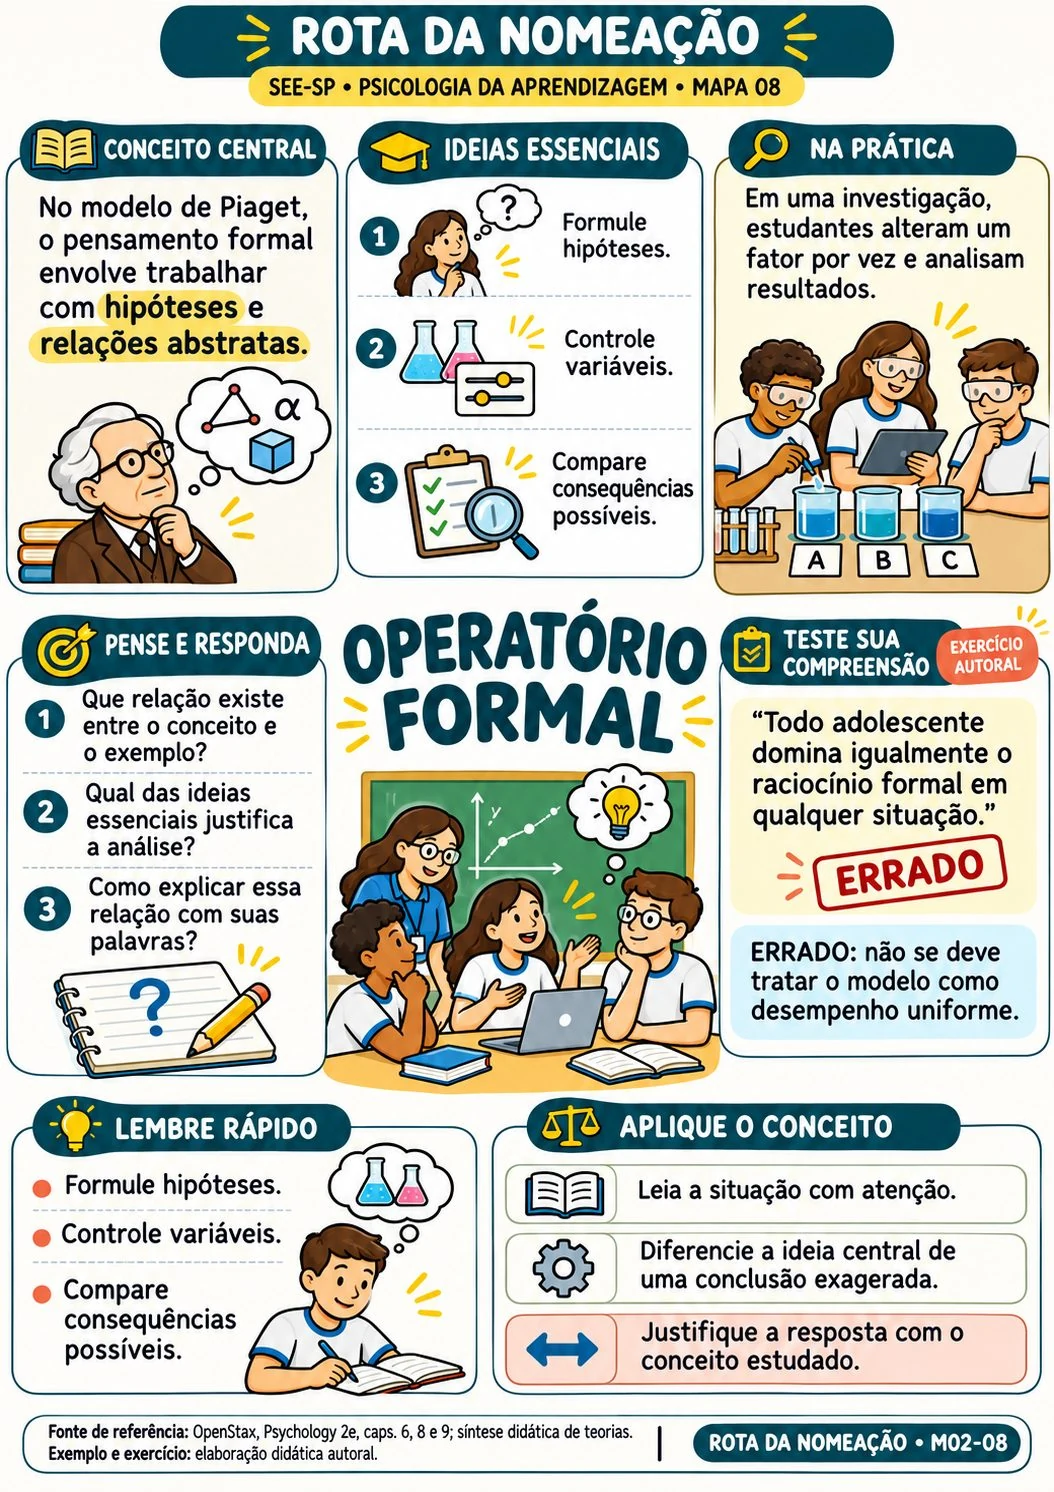 ROTA DA NOMEAÇÃO
SEE-SP • PSICOLOGIA DA APRENDIZAGEM • MAPA 08
CONCEITO CENTRAL
No modelo de Piaget,
o pensamento formal
envolve trabalhar
com hipóteses e
relações abstratas.
α
IDEIAS ESSENCIAIS
1
?
Formule
hipóteses.
2
Controle
variáveis.
3
Compare
consequências
possíveis.
NA PRÁTICA
Em uma investigação,
estudantes alteram um
fator por vez e analisam
resultados.
A
B
C
PENSE E RESPONDA
1
Que relação existe
entre o conceito e
o exemplo?
2
Qual das ideias
essenciais justifica
a análise?
3
Como explicar essa
relação com suas
palavras?
?
OPERATÓRIO
FORMAL
y
TESTE SUA
COMPREENSÃO
EXERCÍCIO
AUTORAL
“Todo adolescente
domina igualmente o
raciocínio formal em
qualquer situação.”
ERRADO
ERRADO: não se deve
tratar o modelo como
desempenho uniforme.
LEMBRE RÁPIDO
Formule hipóteses.
Controle variáveis.
Compare
consequências
possíveis.
APLIQUE O CONCEITO
Leia a situação com atenção.
Diferencie a ideia central de
uma conclusão exagerada.
Justifique a resposta com o
conceito estudado.
Fonte de referência: OpenStax, Psychology 2e, caps. 6, 8 e 9; síntese didática de teorias.
Exemplo e exercício: elaboração didática autoral.
ROTA DA NOMEAÇÃO • M02-08